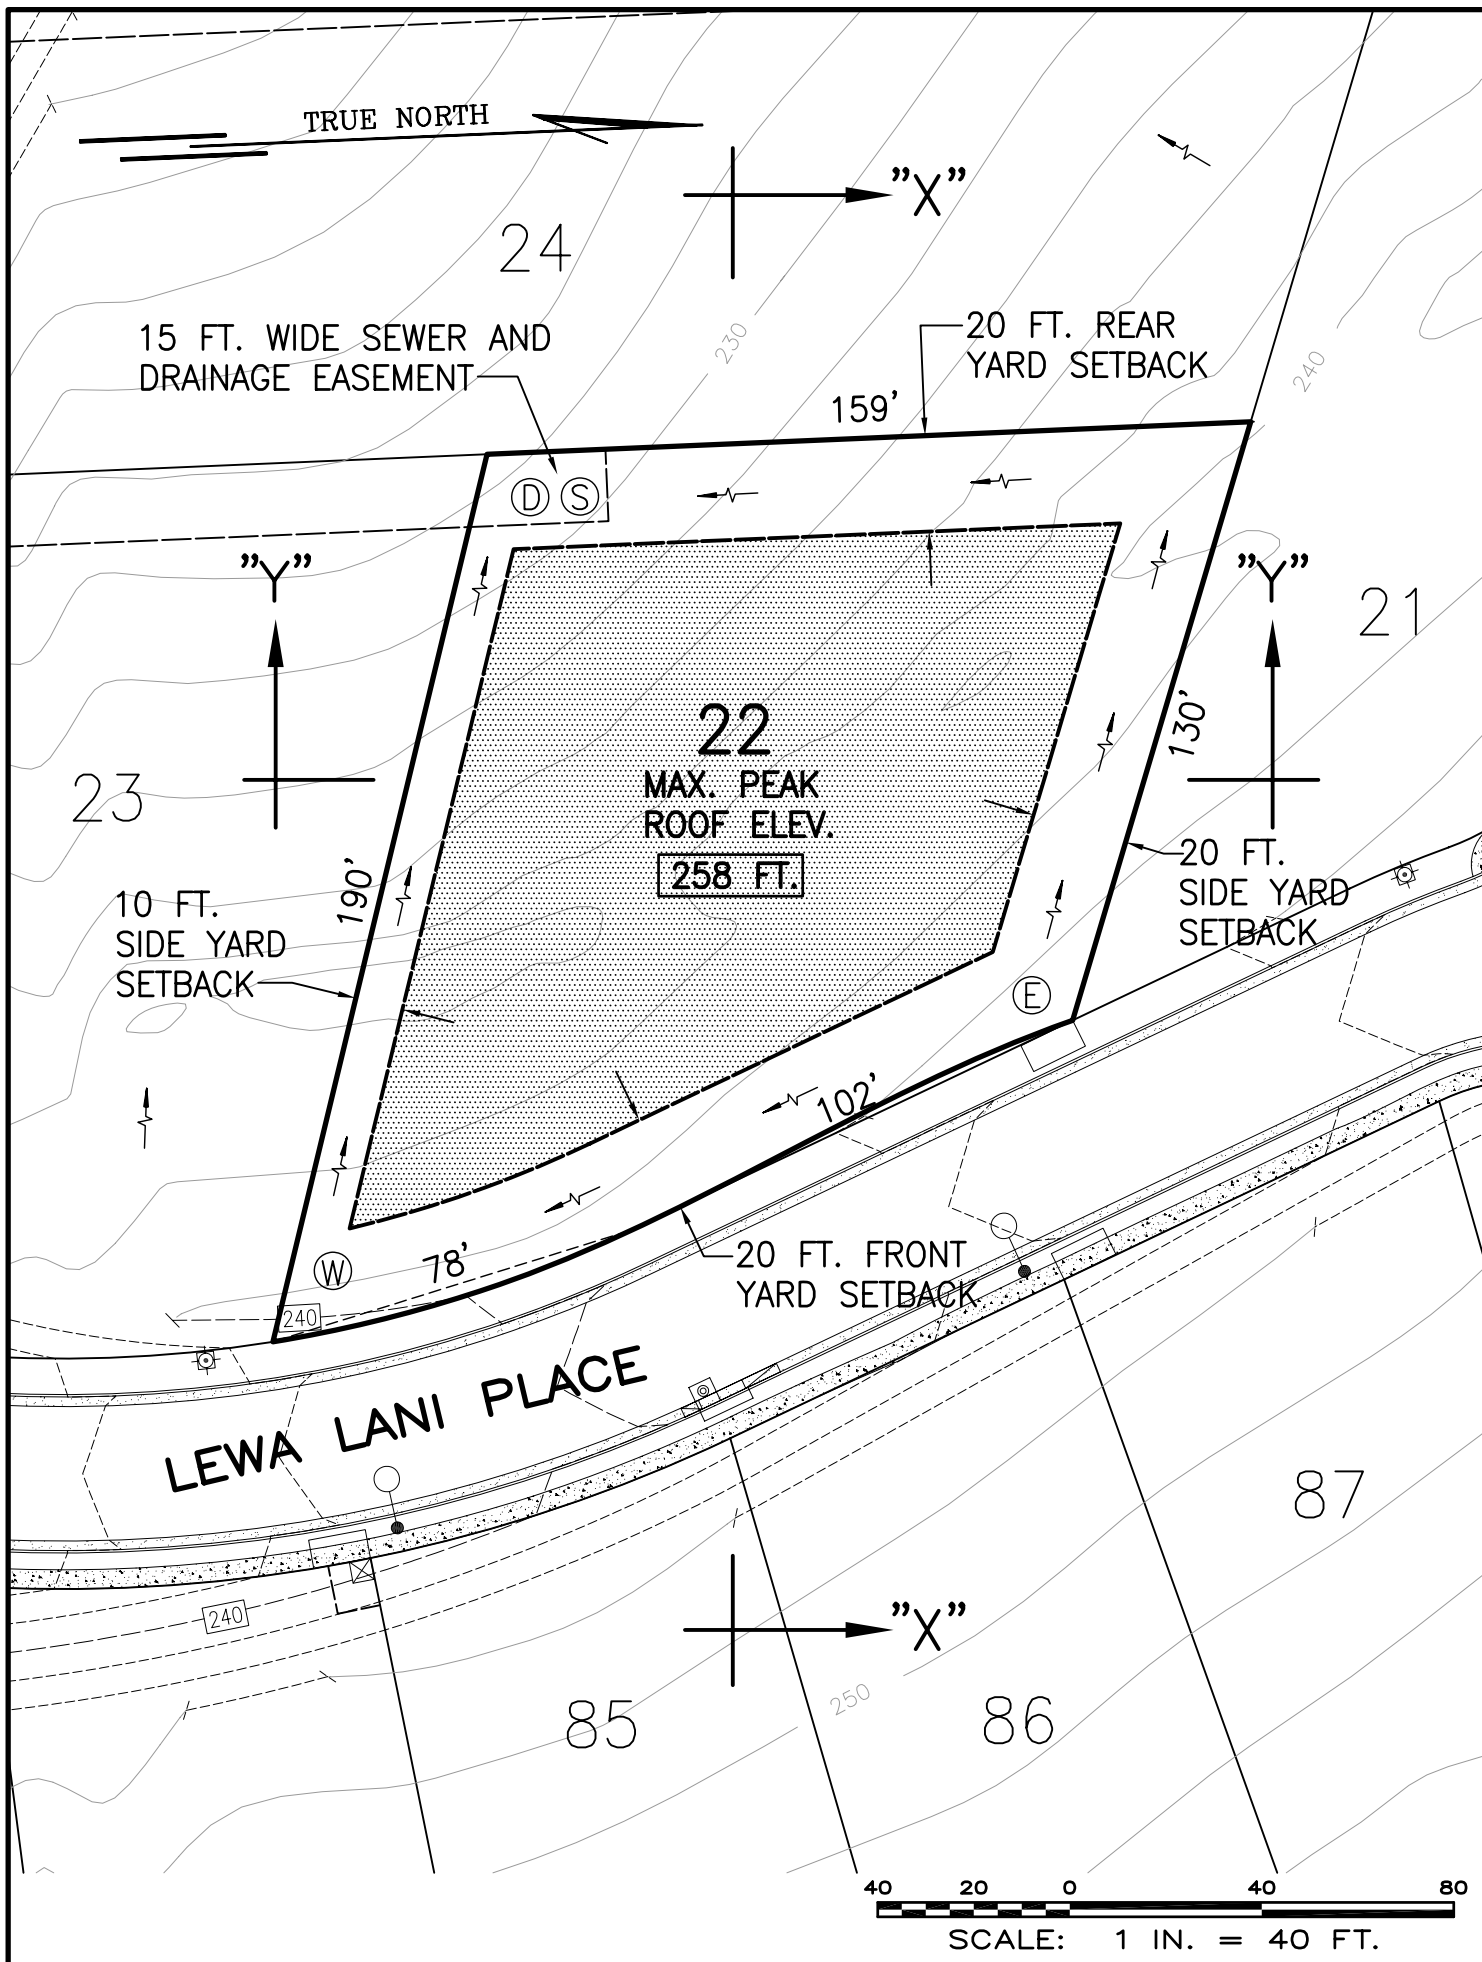 TRUE NORTH
"X"
24
15 FT. WIDE SEWER AND
DRAINAGE EASEMENT
230
20 FT. REAR
YARD SETBACK
240
159'
D S
"Y"
"Y"
21
22
MAX. PEAK
ROOF ELEV.
258 FT.
130'
23
190'
10 FT.
SIDE YARD
SETBACK
20 FT.
SIDE YARD
SETBACK
E
102'
W
78'
20 FT. FRONT
YARD SETBACK
240
LEWA LANI PLACE
87
240
"X"
85
250
86
40 20 0 40 80
SCALE: 1 IN. = 40 FT.